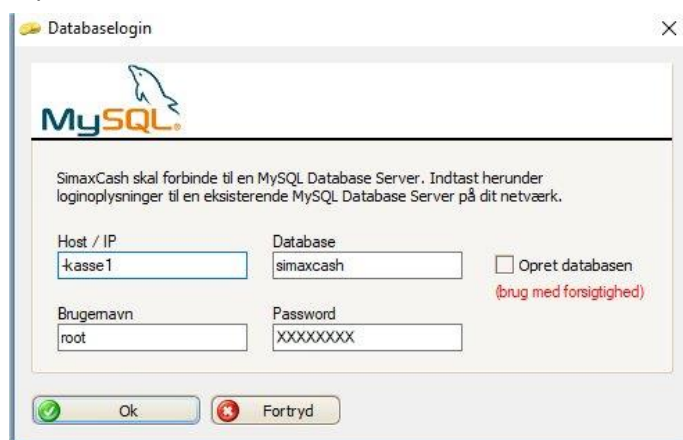 Databaselogin
MySQL®
SimaxCash skal forbinde til en MySQL Database Server. Indtast herunder
loginoplysninger til en eksisterende MySQL Database Server på dit netværk.
Host / IP
Database
-kasse1
simaxcash
Opret databasen
(brug med forsigtighed)
Brugernavn
Password
root
XXXXXXXX
Ok
Fortryd